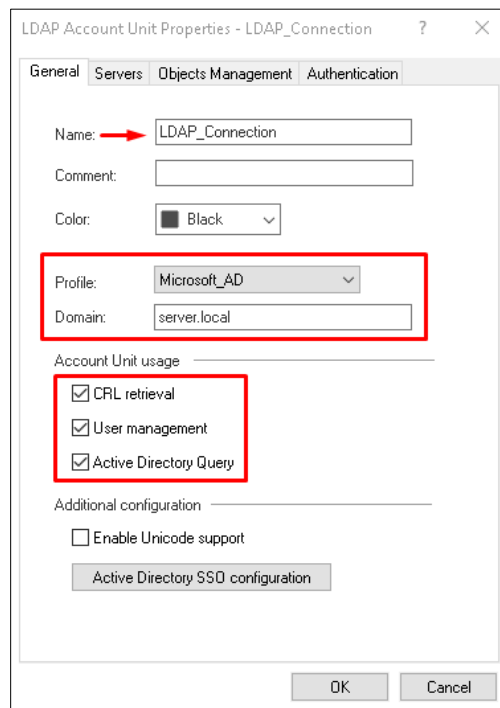 LDAP Account Unit Properties - LDAP_Connection ?
General Servers Objects Management Authentication
Name: LDAP_Connection
Comment:
Color: Black
Profile: Microsoft_AD
Domain: server.local
Account Unit usage
CRL retrieval
User management
Active Directory Query
Additional configuration
Enable Unicode support
Active Directory SSO configuration
OK Cancel